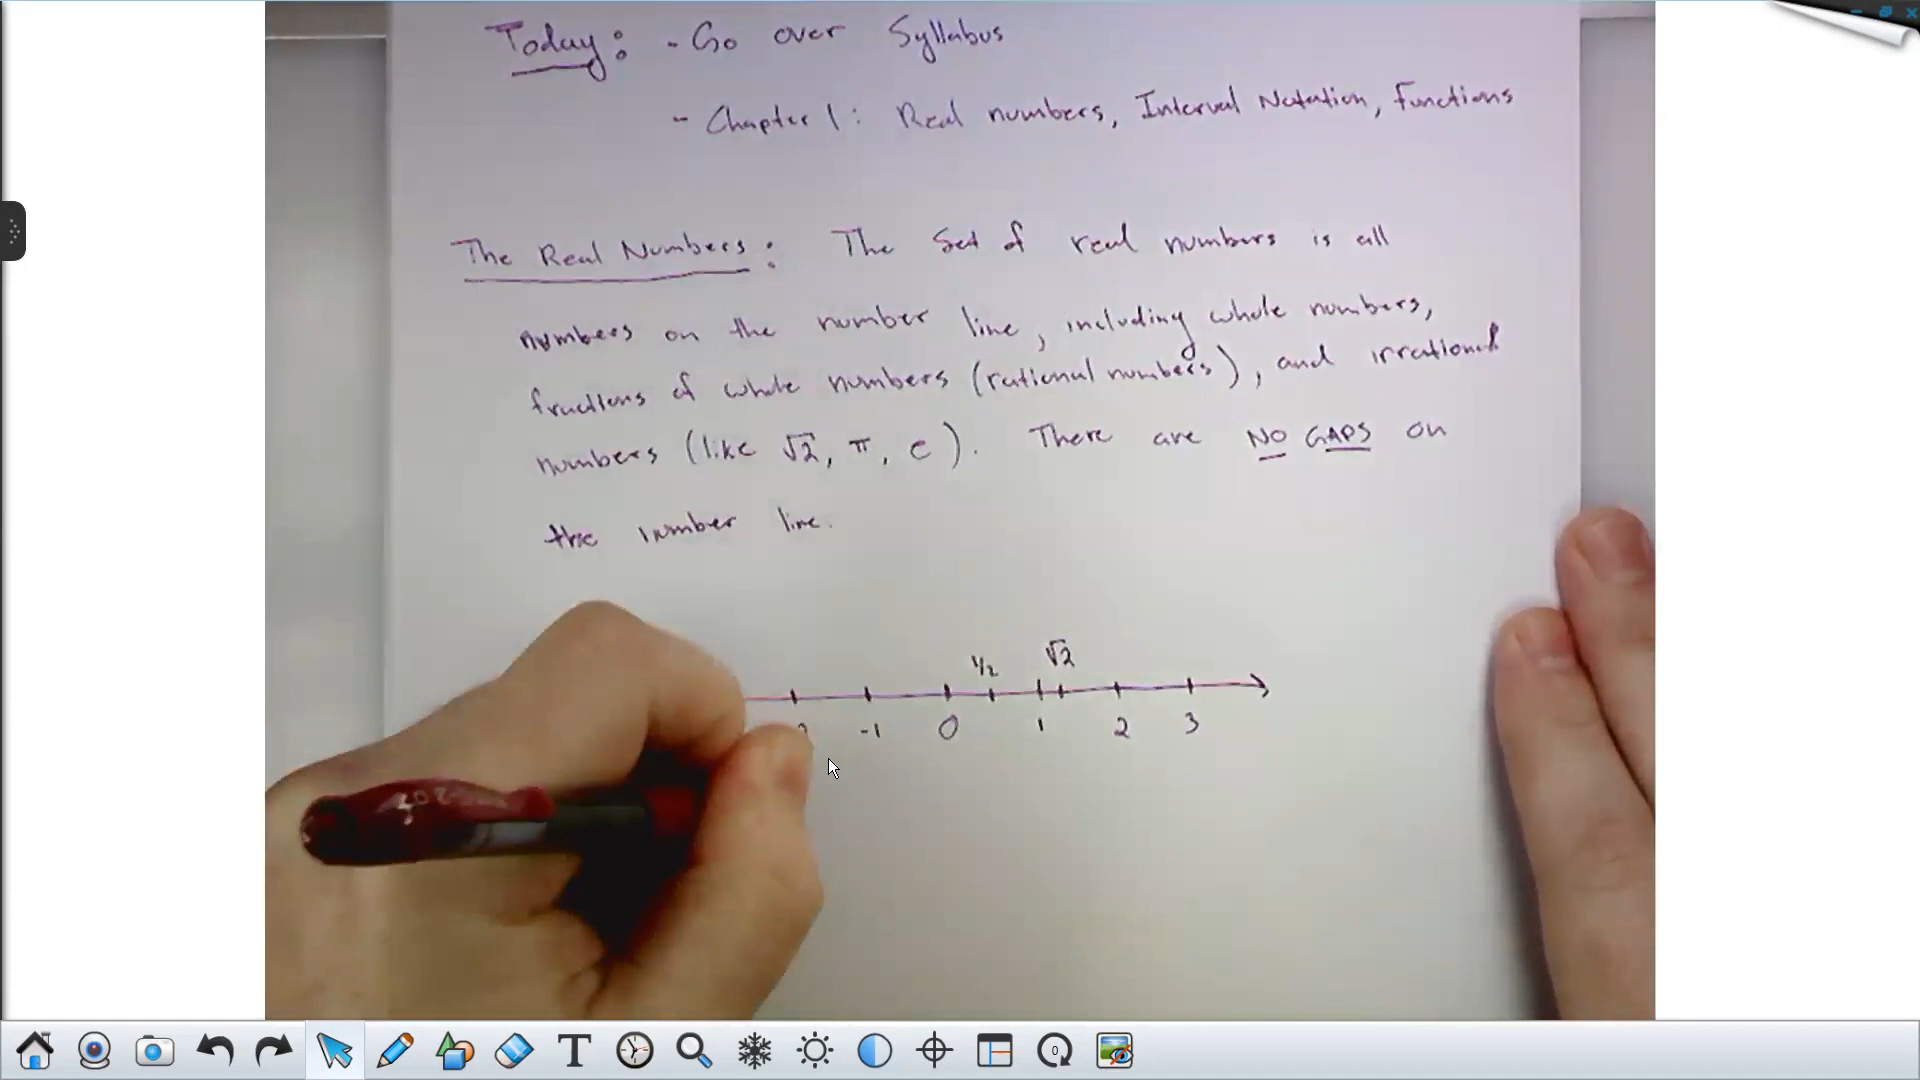 Today: - Go over Syllabus
- Chapter 1: Real numbers, Interval Notation, Functions
The Real Numbers: The set of real numbers is all
numbers on the number line, including whole numbers,
fractions of whole numbers (rational numbers), and irrational
numbers (like √2, π, e). There are NO GAPS on
the number line.
1/2 √2
-1 0 1 2 3
T
0